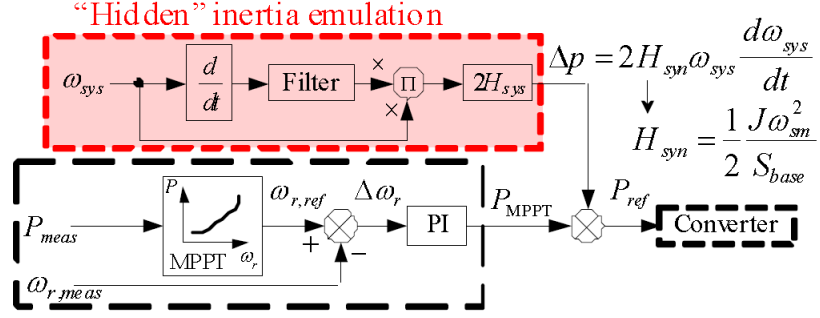 “Hidden” inertia emulation
ω_sys
d/dt
Filter
×
×
Π
2H_sys
Δp = 2H_syn ω_sys dω_sys/dt
H_syn = 1/2 Jω_sm^2/S_base
P_meas
P
ω_r
MPPT
ω_r,ref
+
−
Δω_r
PI
P_MPPT
P_ref
Converter
ω_r,meas